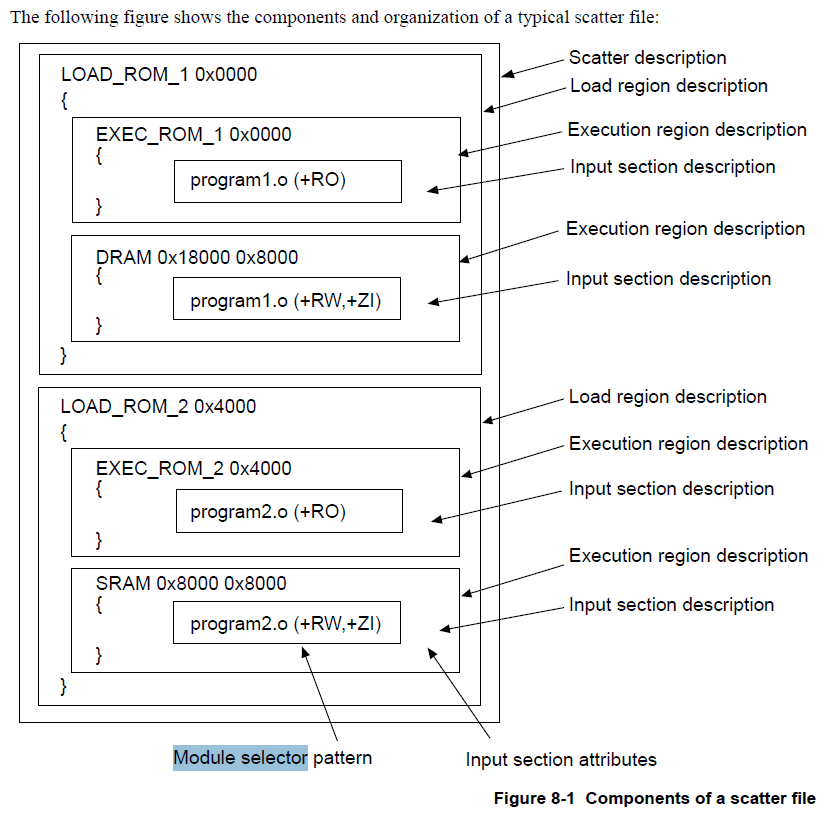 The following figure shows the components and organization of a typical scatter file:
Scatter description
LOAD_ROM_1 0x0000
Load region description
{
EXEC_ROM_1 0x0000
Execution region description
{
Input section description
program1.o (+RO)
}
Execution region description
DRAM 0x18000 0x8000
{
Input section description
program1.o (+RW,+ZI)
}
}
Load region description
LOAD_ROM_2 0x4000
{
Execution region description
EXEC_ROM_2 0x4000
{
Input section description
program2.o (+RO)
}
Execution region description
SRAM 0x8000 0x8000
{
Input section description
program2.o (+RW,+ZI)
}
}
Module selector pattern
Input section attributes
Figure 8-1 Components of a scatter file